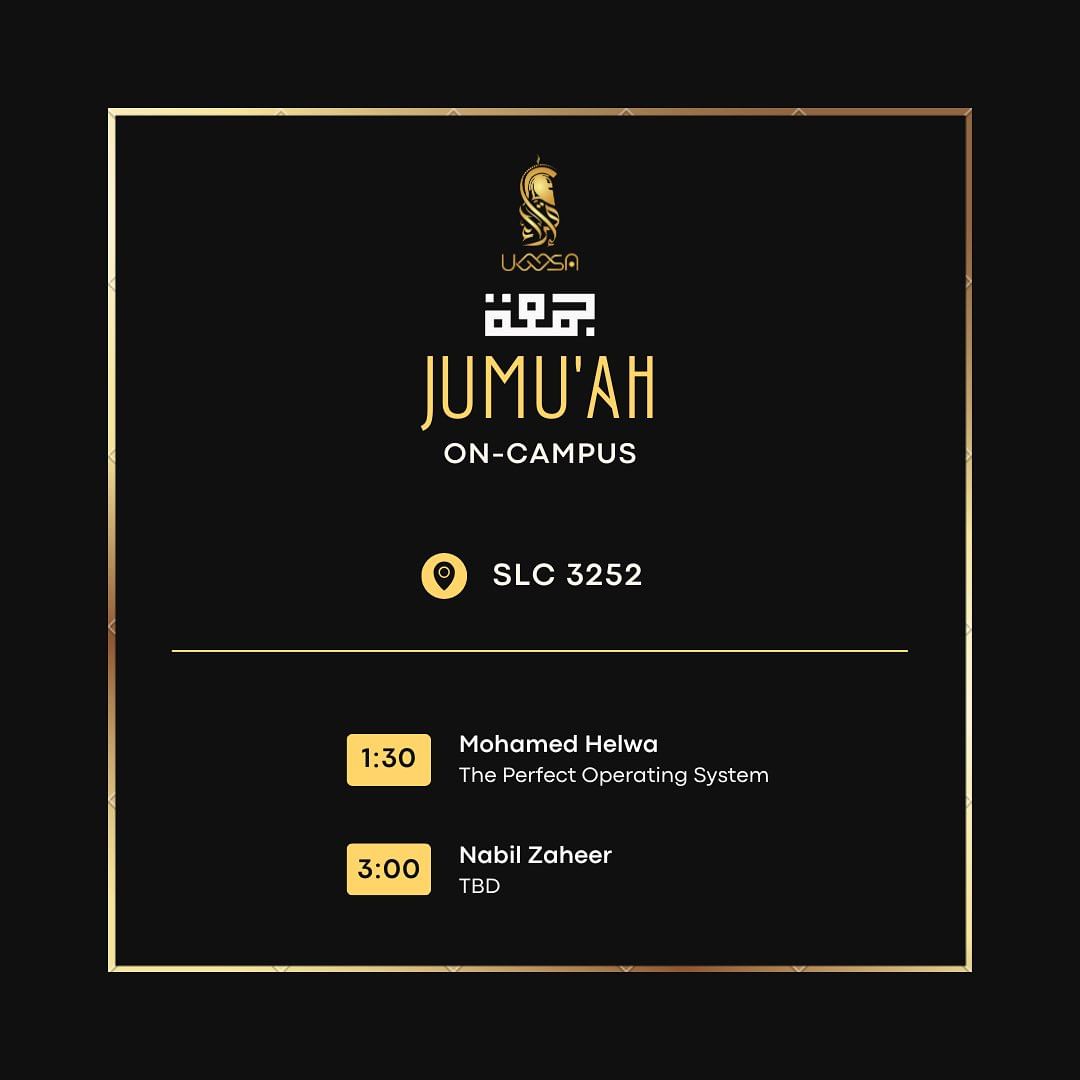 جمعة
JUMU'AH
ON-CAMPUS
SLC 3252
1:30
Mohamed Helwa
The Perfect Operating System
3:00
Nabil Zaheer
TBD